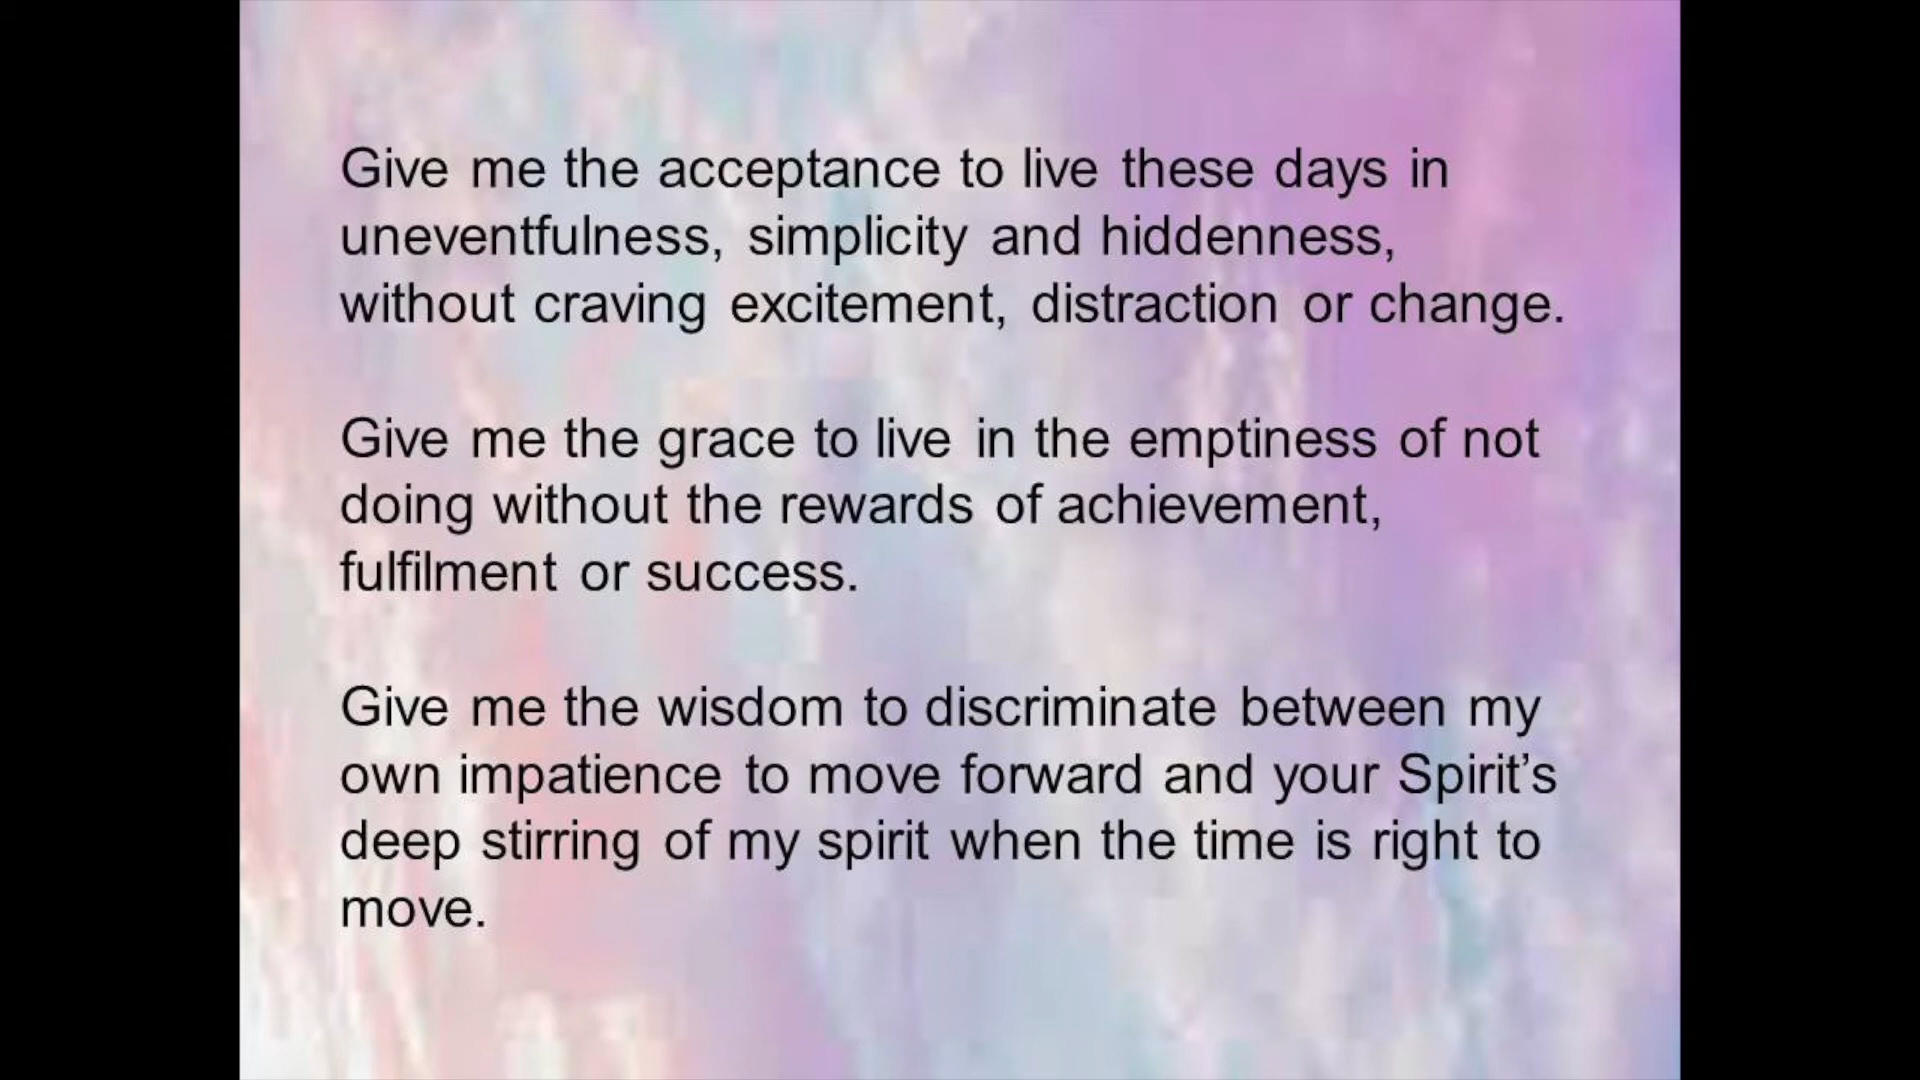 Give me the acceptance to live these days in
uneventfulness, simplicity and hiddenness,
without craving excitement, distraction or change.
Give me the grace to live in the emptiness of not
doing without the rewards of achievement,
fulfilment or success.
Give me the wisdom to discriminate between my
own impatience to move forward and your Spirit’s
deep stirring of my spirit when the time is right to
move.